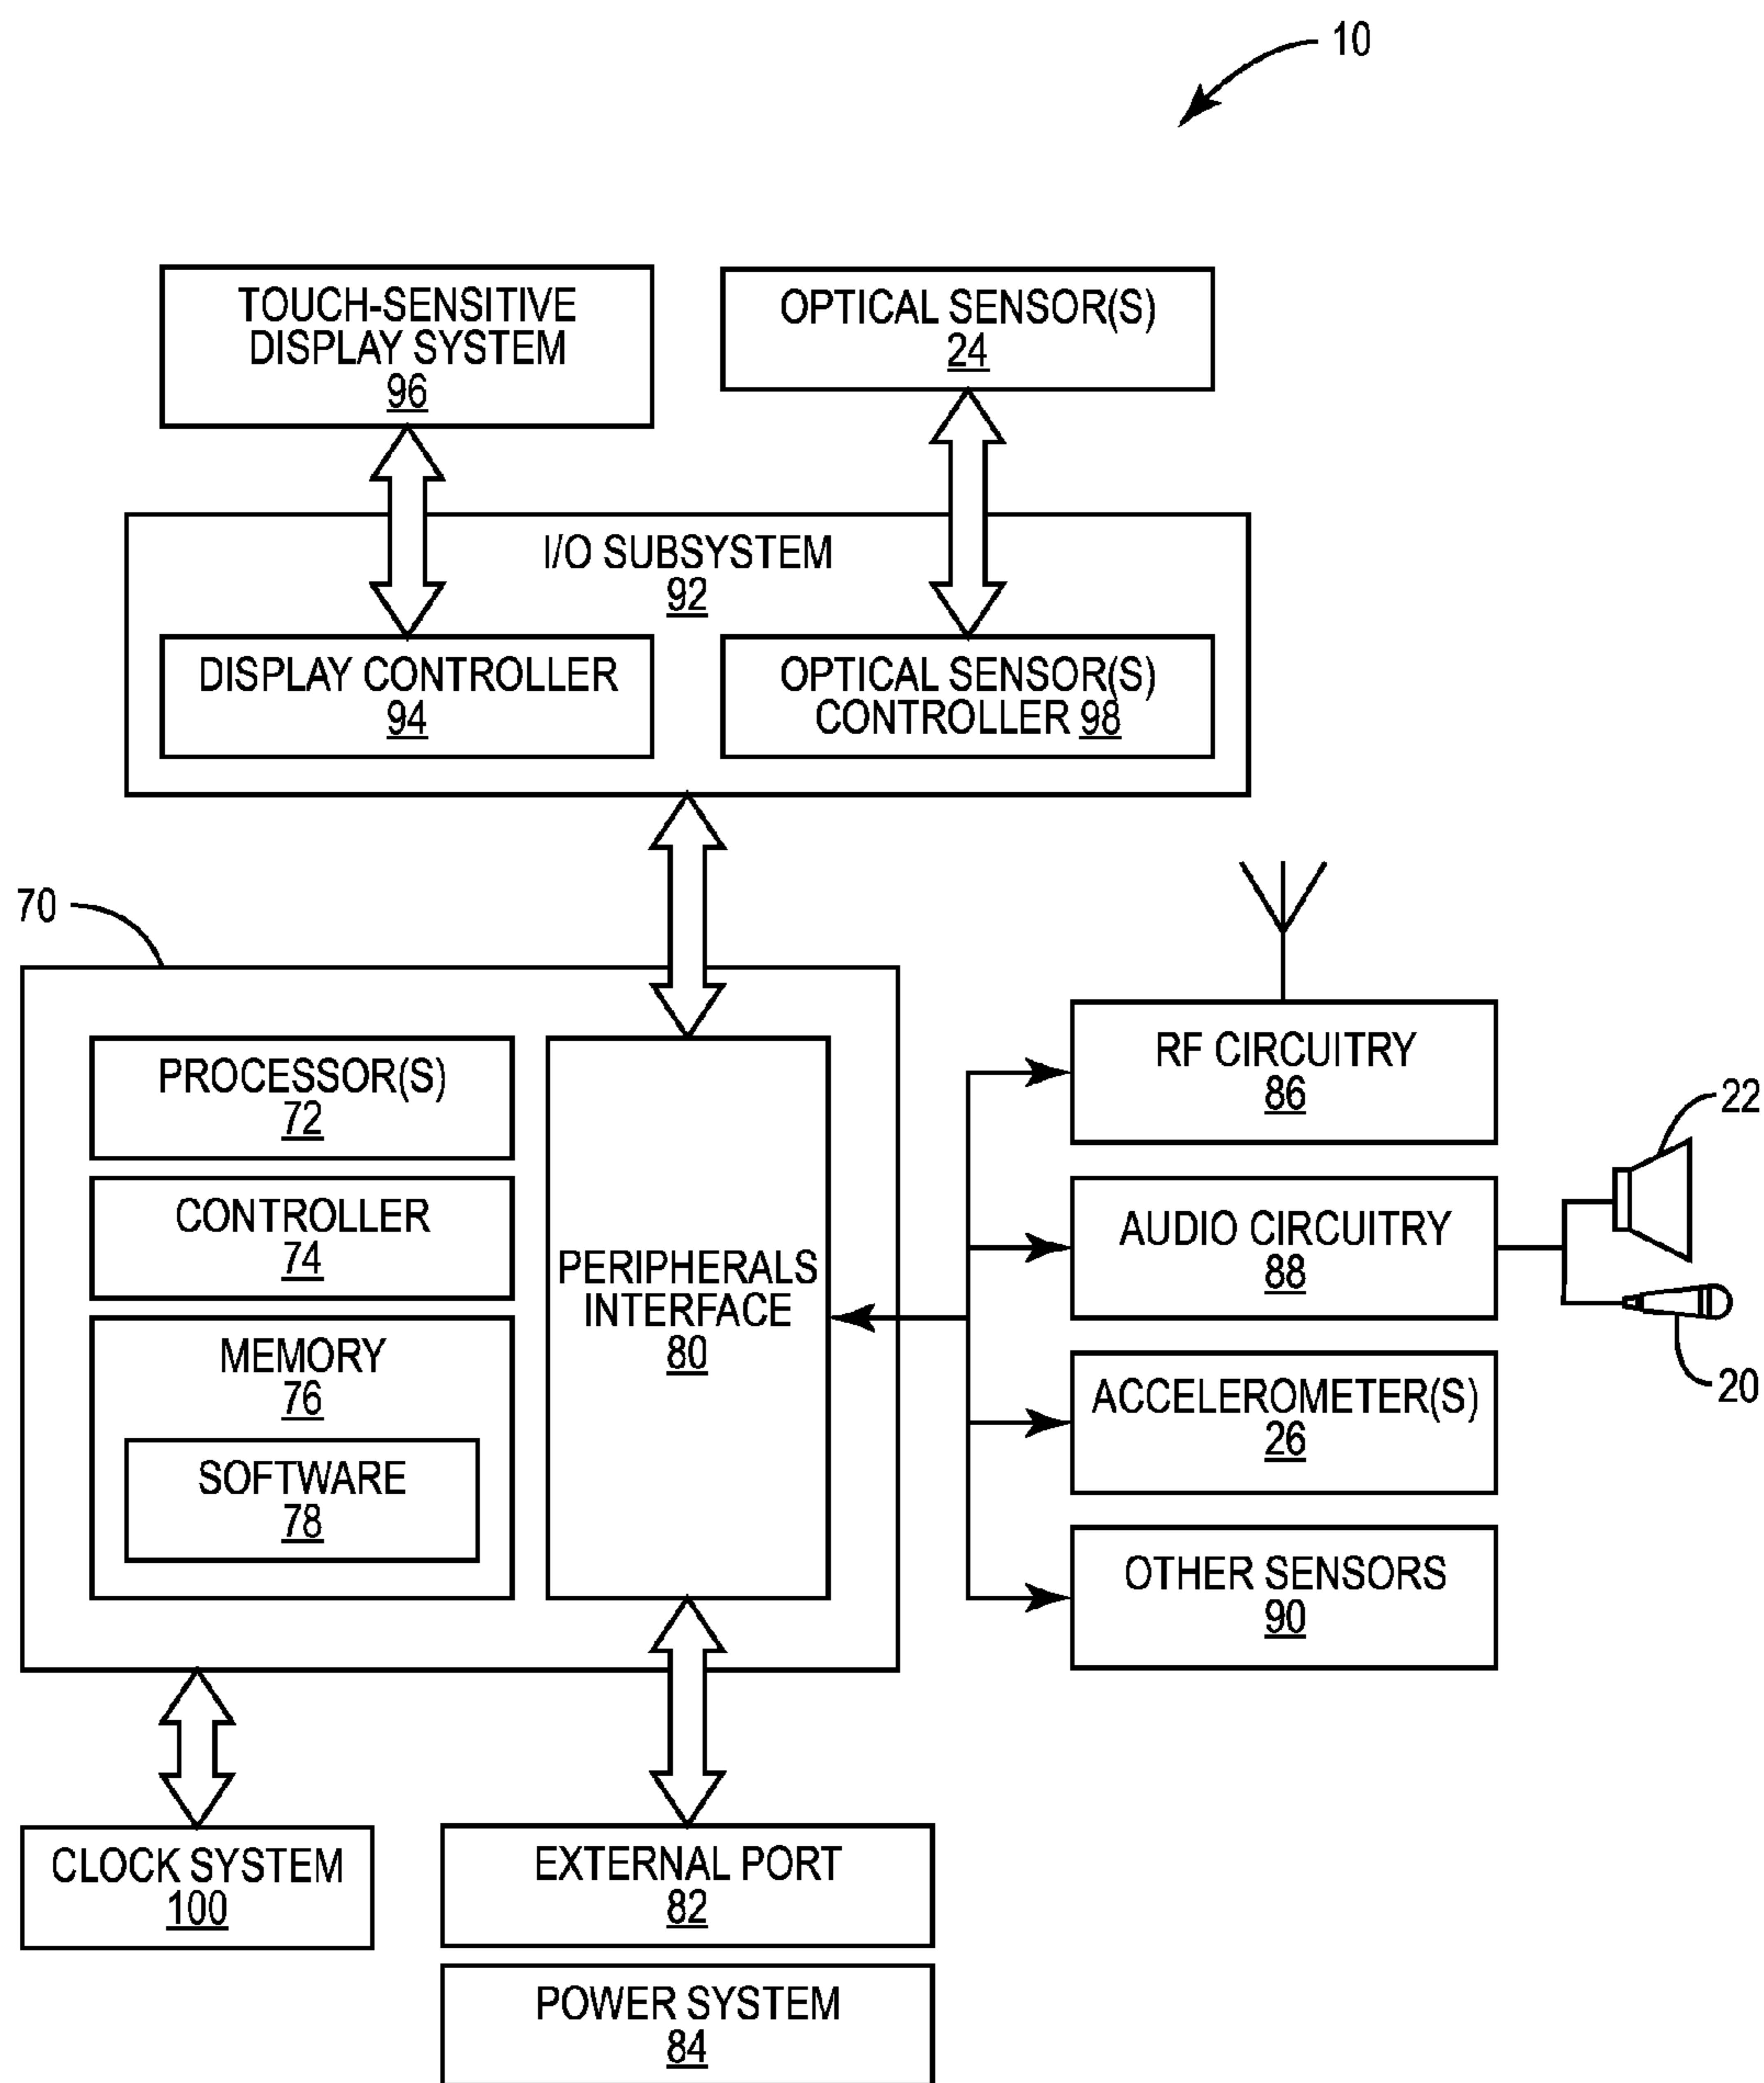 10
TOUCH-SENSITIVE
DISPLAY SYSTEM
96
OPTICAL SENSOR(S)
24
I/O SUBSYSTEM
92
DISPLAY CONTROLLER
94
OPTICAL SENSOR(S)
CONTROLLER 98
70
PROCESSOR(S)
72
CONTROLLER
74
MEMORY
76
SOFTWARE
78
PERIPHERALS
INTERFACE
80
RF CIRCUITRY
86
AUDIO CIRCUITRY
88
22
20
ACCELEROMETER(S)
26
OTHER SENSORS
90
CLOCK SYSTEM
100
EXTERNAL PORT
82
POWER SYSTEM
84